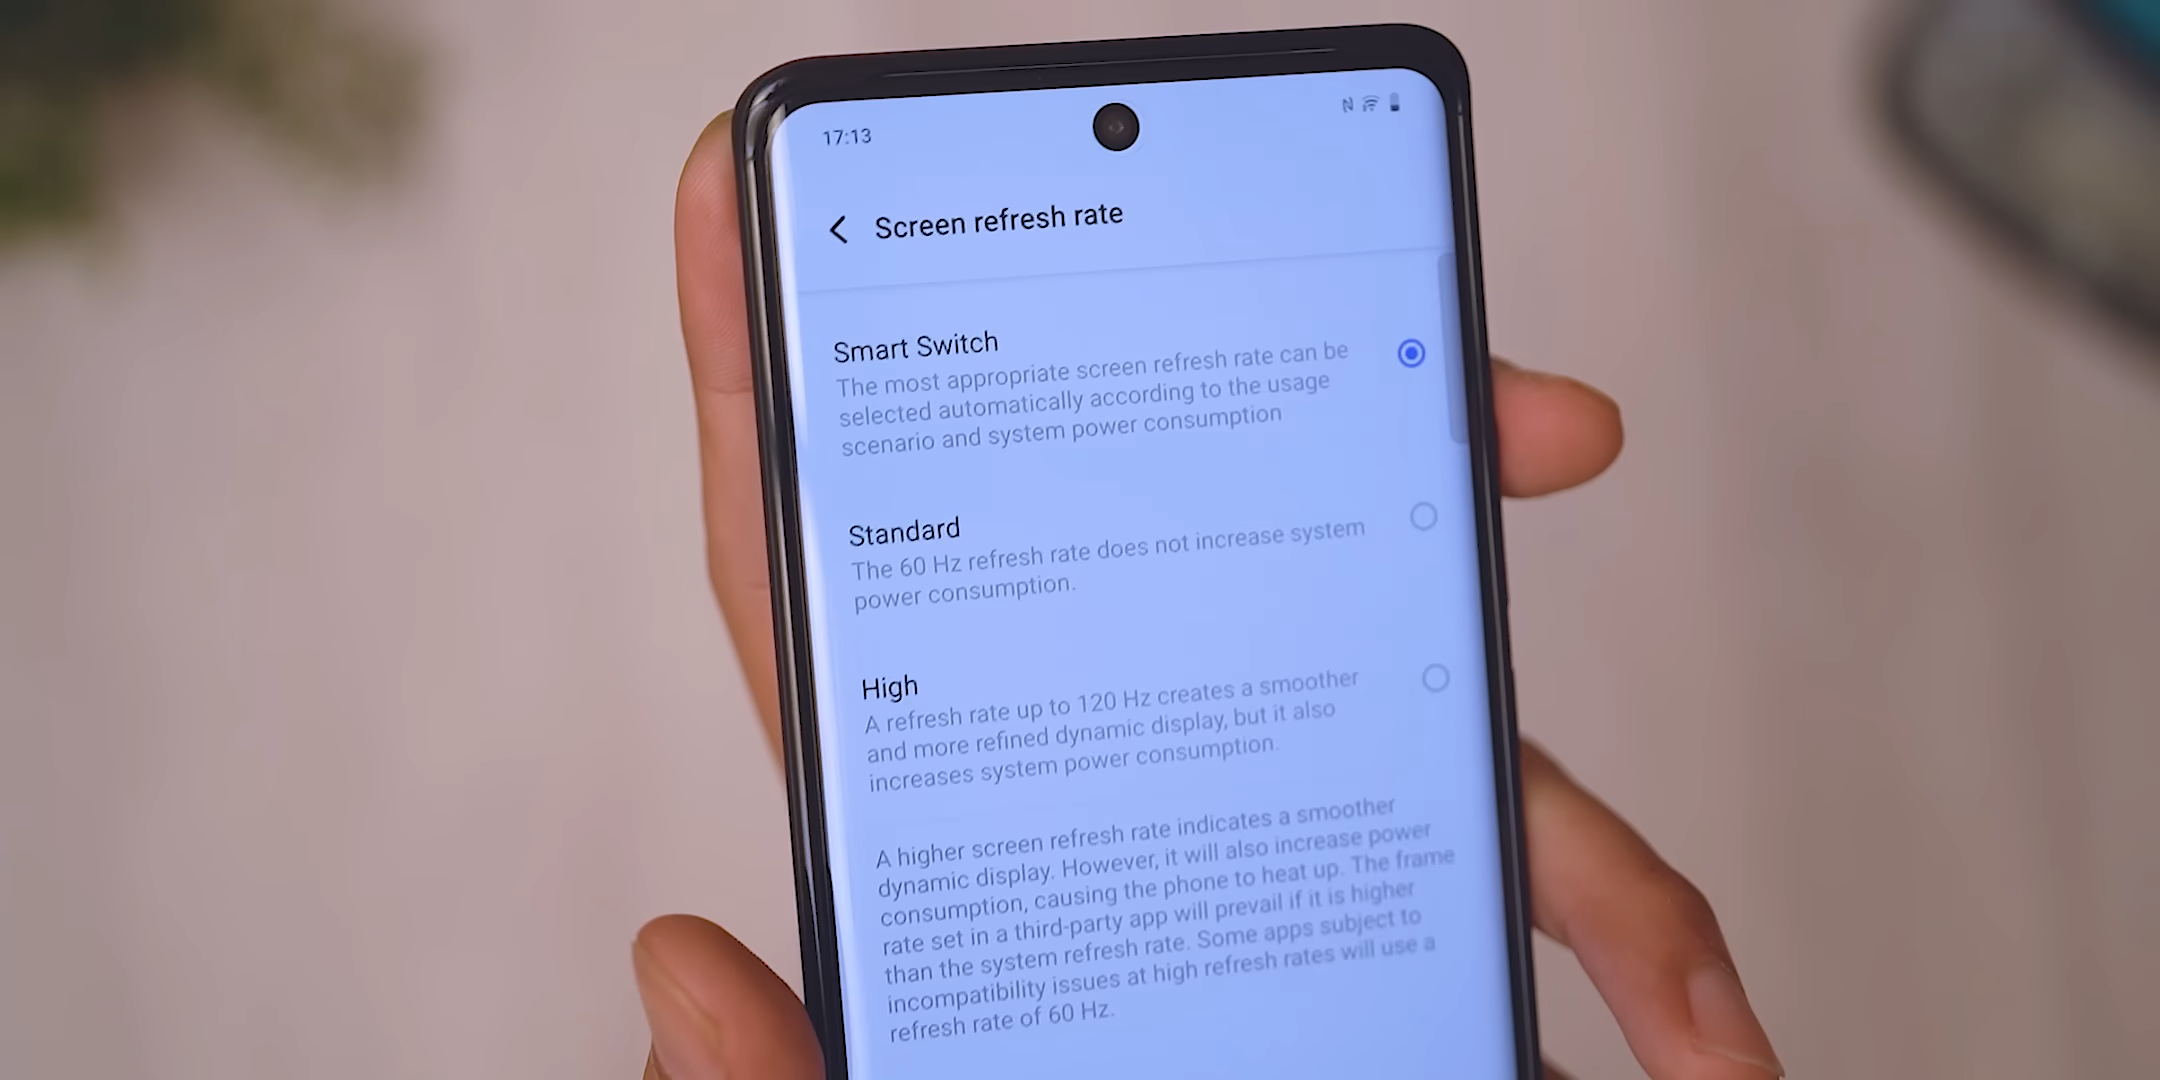 17:13
N
Screen refresh rate
Smart Switch
The most appropriate screen refresh rate can be
selected automatically according to the usage
scenario and system power consumption
Standard
The 60 Hz refresh rate does not increase system
power consumption.
High
A refresh rate up to 120 Hz creates a smoother
and more refined dynamic display, but it also
increases system power consumption.
A higher screen refresh rate indicates a smoother
dynamic display. However, it will also increase power
consumption, causing the phone to heat up. The frame
rate set in a third-party app will prevail if it is higher
than the system refresh rate. Some apps subject to
incompatibility issues at high refresh rates will use a
refresh rate of 60 Hz.